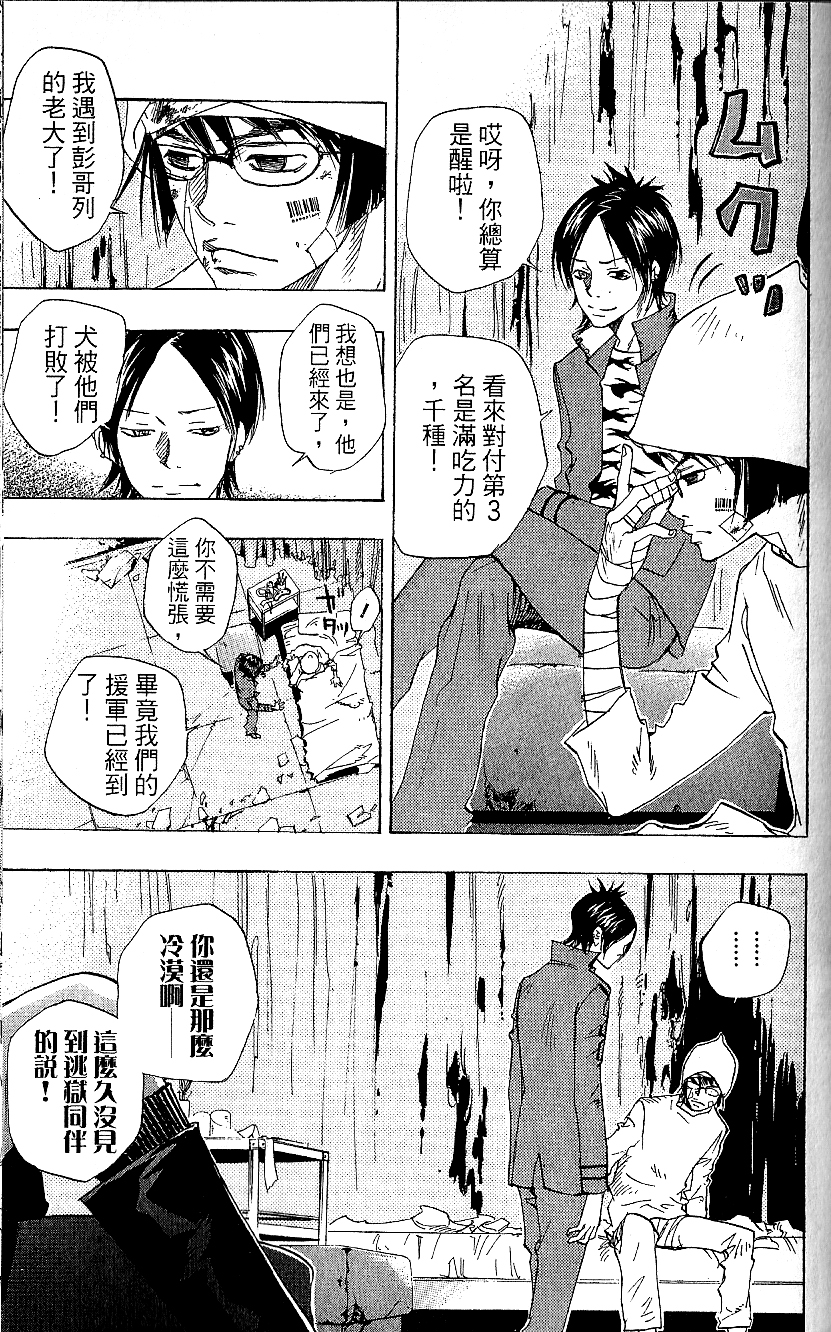 ムク
哎呀，你總算
是醒啦！
看來對付第3
名是滿吃力的
，千種！
我遇到彭哥列
的老大了！
我想也是，他
們已經來了，
犬被他們
打敗了！
！
ガタッ
你不需要
這麼慌張，
畢竟我們的
援軍已經到
了！
……
你還是那麼
冷漠啊——
這麼久沒見
到逃獄同伴
的說！